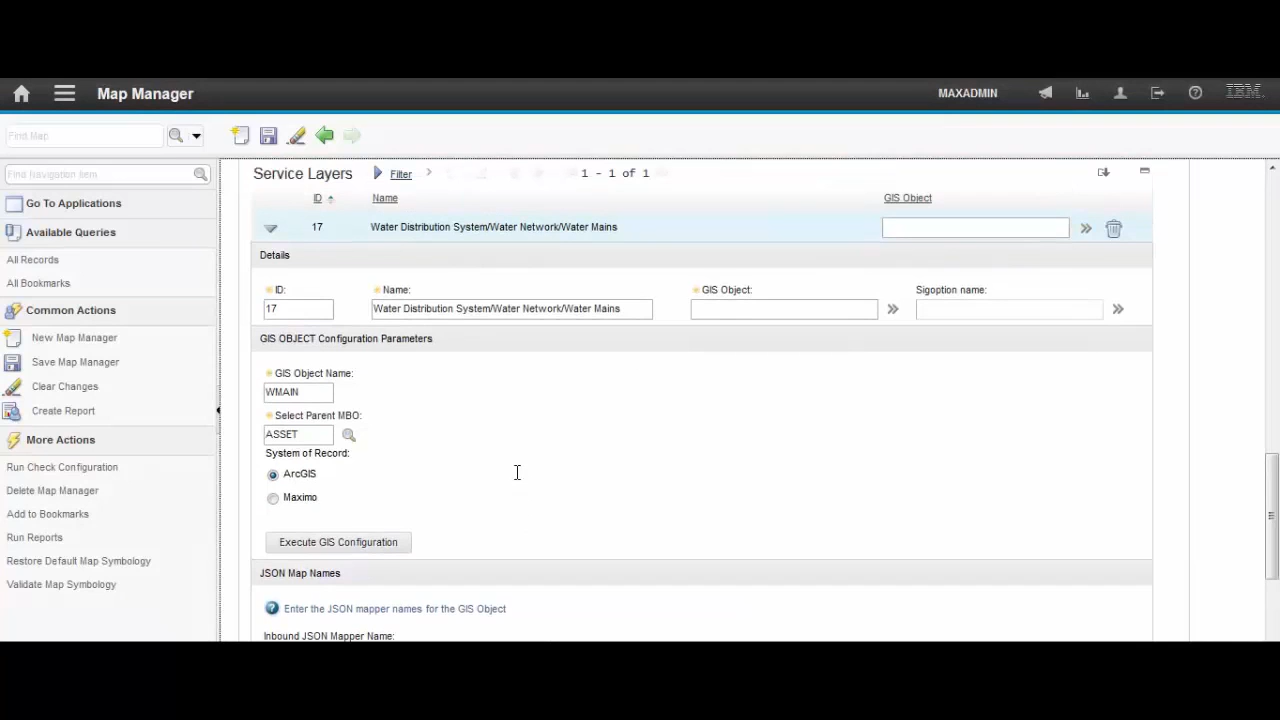 Map Manager
MAXADMIN
IBM
Find Map
Find Navigation Item
Go To Applications
Available Queries
All Records
All Bookmarks
Common Actions
New Map Manager
Save Map Manager
Clear Changes
Create Report
More Actions
Run Check Configuration
Delete Map Manager
Add to Bookmarks
Run Reports
Restore Default Map Symbology
Validate Map Symbology
Service Layers Filter 1 - 1 of 1
ID Name GIS Object
17 Water Distribution System/Water Network/Water Mains
Details
ID: Name: GIS Object: Sigoption name:
17 Water Distribution System/Water Network/Water Mains
GIS OBJECT Configuration Parameters
GIS Object Name:
WMAIN
Select Parent MBO:
ASSET
System of Record:
ArcGIS
Maximo
Execute GIS Configuration
JSON Map Names
Enter the JSON mapper names for the GIS Object
Inbound JSON Mapper Name: